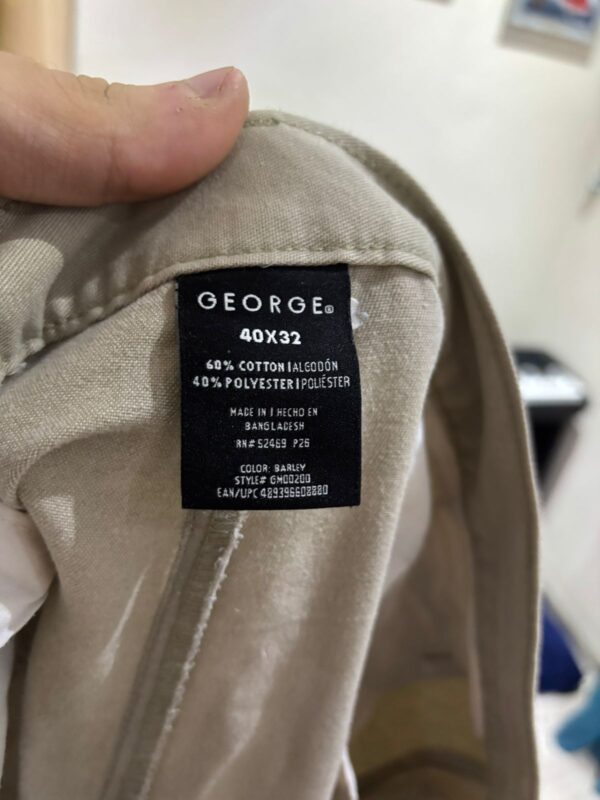 GEORGE®
40X32
60% COTTON | ALGODÓN
40% POLYESTER | POLIÉSTER
MADE IN | HECHO EN
BANGLADESH
RN# 52469 P26
COLOR: BARLEY
STYLE# GM00200
EAN/UPC 489396600880